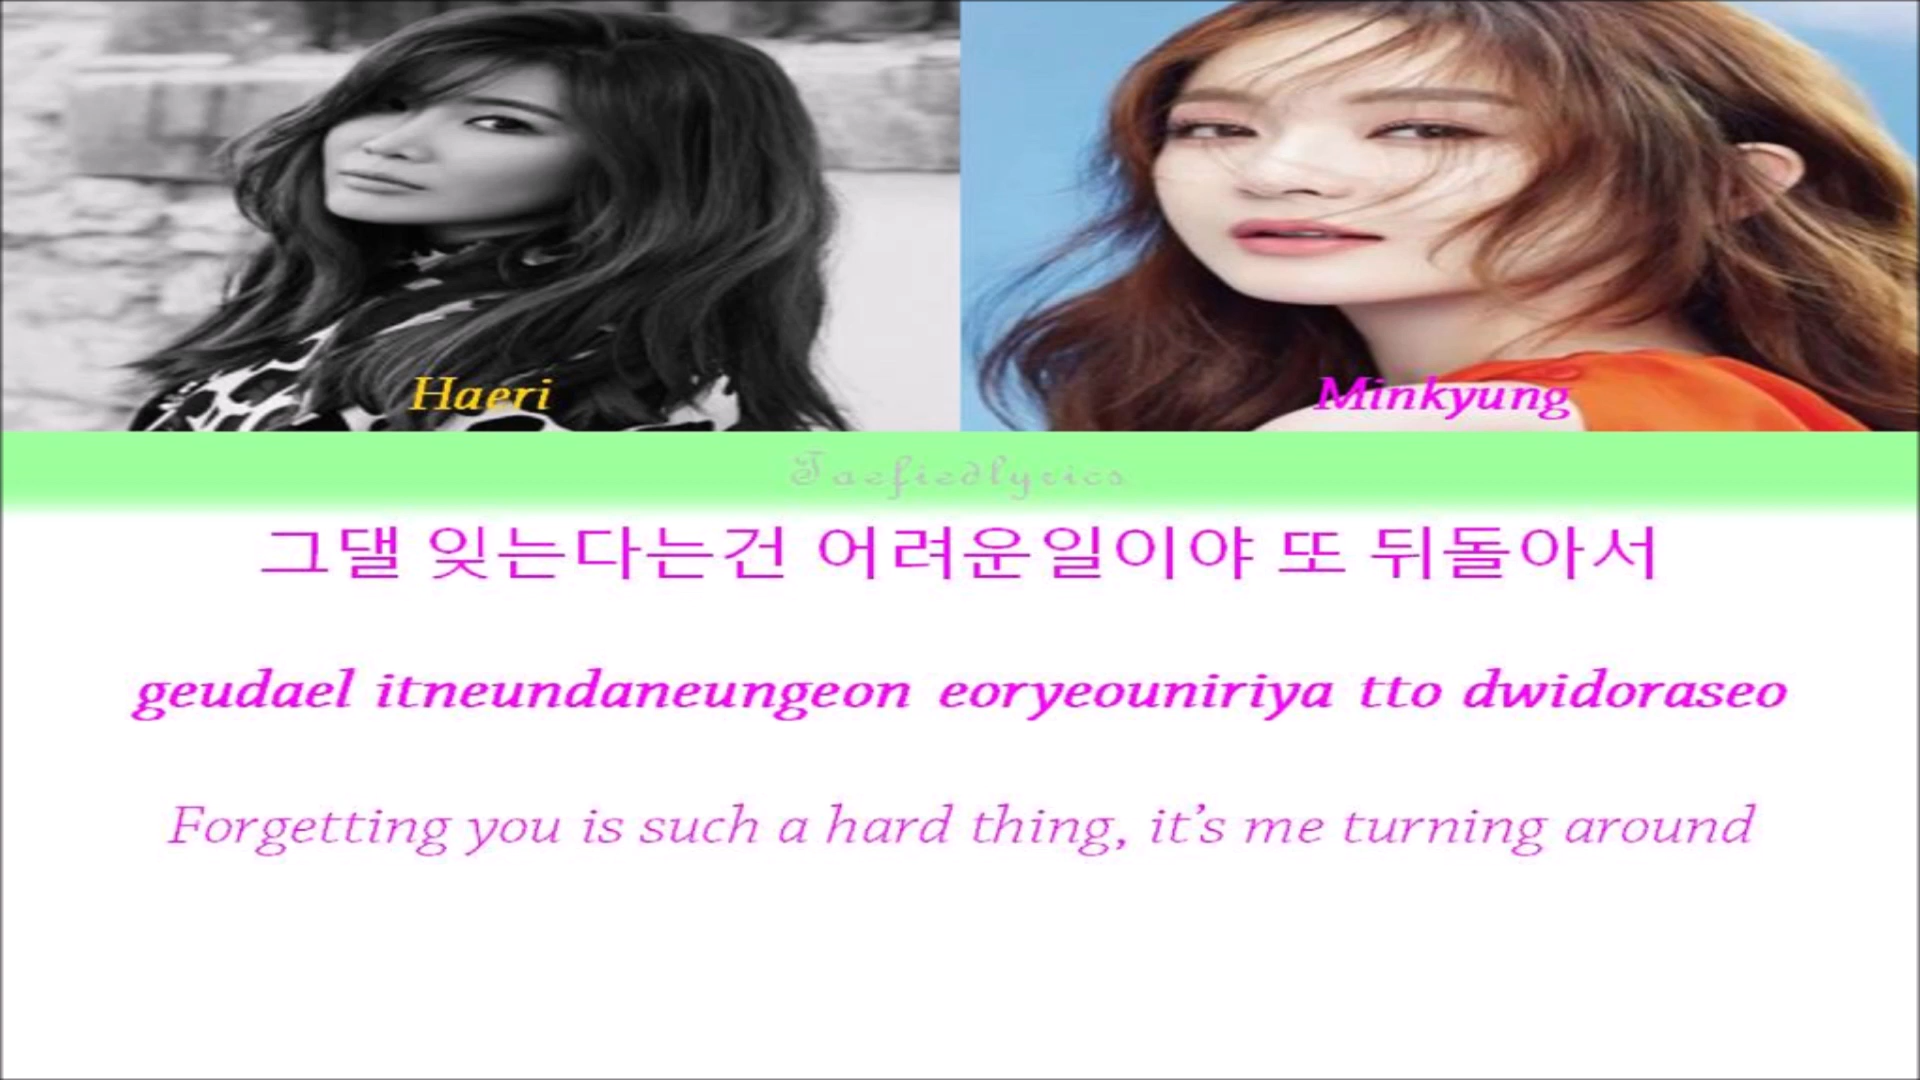 Haeri
Minkyung
Taefiedlyrics
그댈 잊는다는건 어려운일이야 또 뒤돌아서
geudael itneundaneungeon eoryeouniriya tto dwidoraseo
Forgetting you is such a hard thing, it’s me turning around